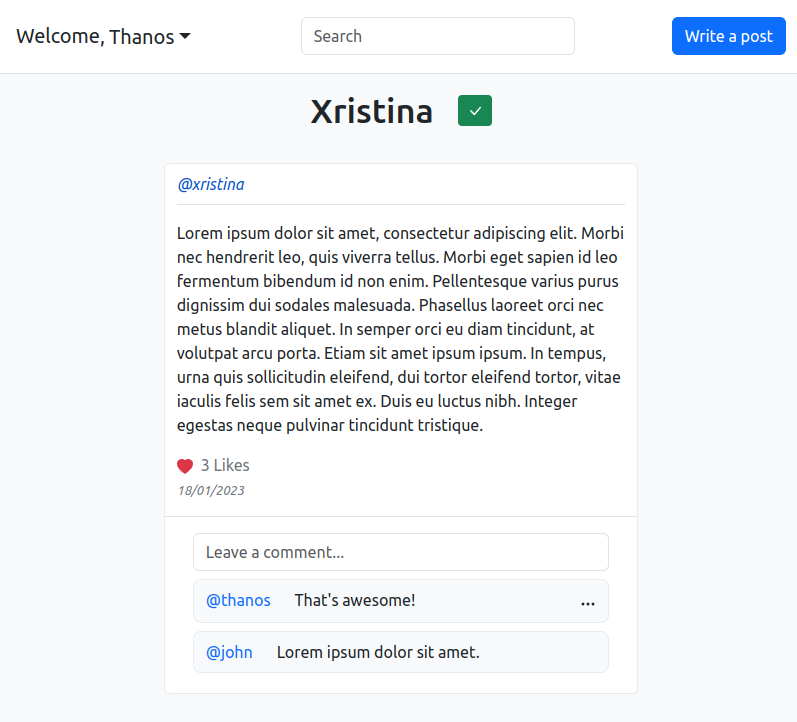 Welcome, Thanos
Search
Write a post
Xristina
@xristina
Lorem ipsum dolor sit amet, consectetur adipiscing elit. Morbi
nec hendrerit leo, quis viverra tellus. Morbi eget sapien id leo
fermentum bibendum id non enim. Pellentesque varius purus
dignissim dui sodales malesuada. Phasellus laoreet orci nec
metus blandit aliquet. In semper orci eu diam tincidunt, at
volutpat arcu porta. Etiam sit amet ipsum ipsum. In tempus,
urna quis sollicitudin eleifend, dui tortor eleifend tortor, vitae
iaculis felis sem sit amet ex. Duis eu luctus nibh. Integer
egestas neque pulvinar tincidunt tristique.
3 Likes
18/01/2023
Leave a comment...
@thanos That's awesome! ...
@john Lorem ipsum dolor sit amet.